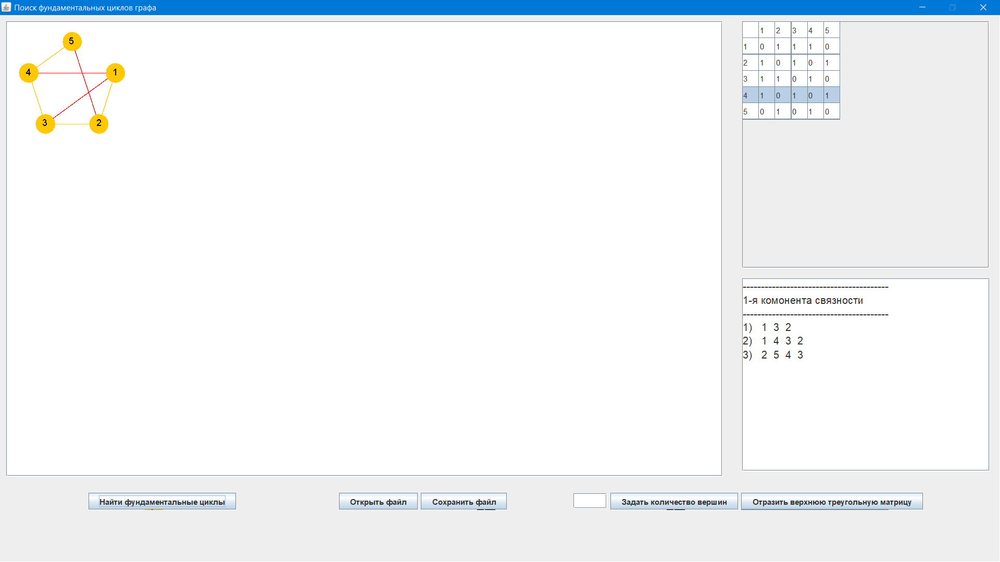 Поиск фундаментальных циклов графа
5
4 1
3 2
1 2 3 4 5
1 0 1 1 1 0
2 1 0 1 0 1
3 1 1 0 1 0
4 1 0 1 0 1
5 0 1 0 1 0
----------------------------------------
1-я комонента связности
----------------------------------------
1) 1 3 2
2) 1 4 3 2
3) 2 5 4 3
Найти фундаментальные циклы
Открыть файл
Сохранить файл
Задать количество вершин
Отразить верхнюю треугольную матрицу